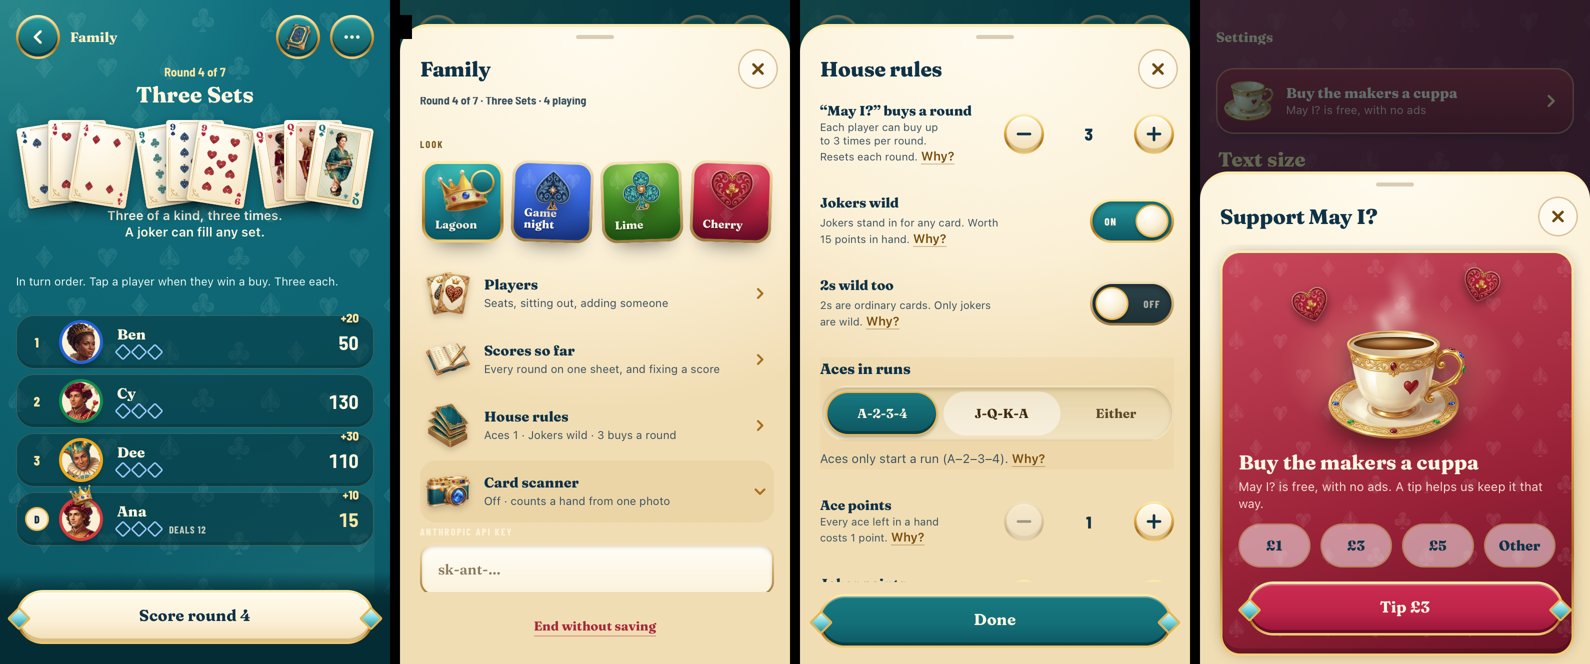 Family
Round 4 of 7
Three Sets
Three of a kind, three times.
A joker can fill any set.
In turn order. Tap a player when they win a buy. Three each.
1
Ben
+20
50
2
Cy
130
3
Dee
+30
110
D
Ana
DEALS 12
+10
15
Score round 4
Family
Round 4 of 7 · Three Sets · 4 playing
LOOK
Lagoon
Game
night
Lime
Cherry
Players
Seats, sitting out, adding someone
Scores so far
Every round on one sheet, and fixing a score
House rules
Aces 1 · Jokers wild · 3 buys a round
Card scanner
Off · counts a hand from one photo
ANTHROPIC API KEY
sk-ant-...
End without saving
House rules
“May I?” buys a round
Each player can buy up
to 3 times per round.
Resets each round. Why?
3
Jokers wild
Jokers stand in for any card. Worth
15 points in hand. Why?
ON
2s wild too
2s are ordinary cards. Only jokers
are wild. Why?
OFF
Aces in runs
A-2-3-4
J-Q-K-A
Either
Aces only start a run (A–2–3–4). Why?
Ace points
Every ace left in a hand
costs 1 point. Why?
1
Done
Settings
Buy the makers a cuppa
May I? is free, with no ads
Text size
Support May I?
Buy the makers a cuppa
May I? is free, with no ads. A tip helps us keep it that
way.
£1
£3
£5
Other
Tip £3